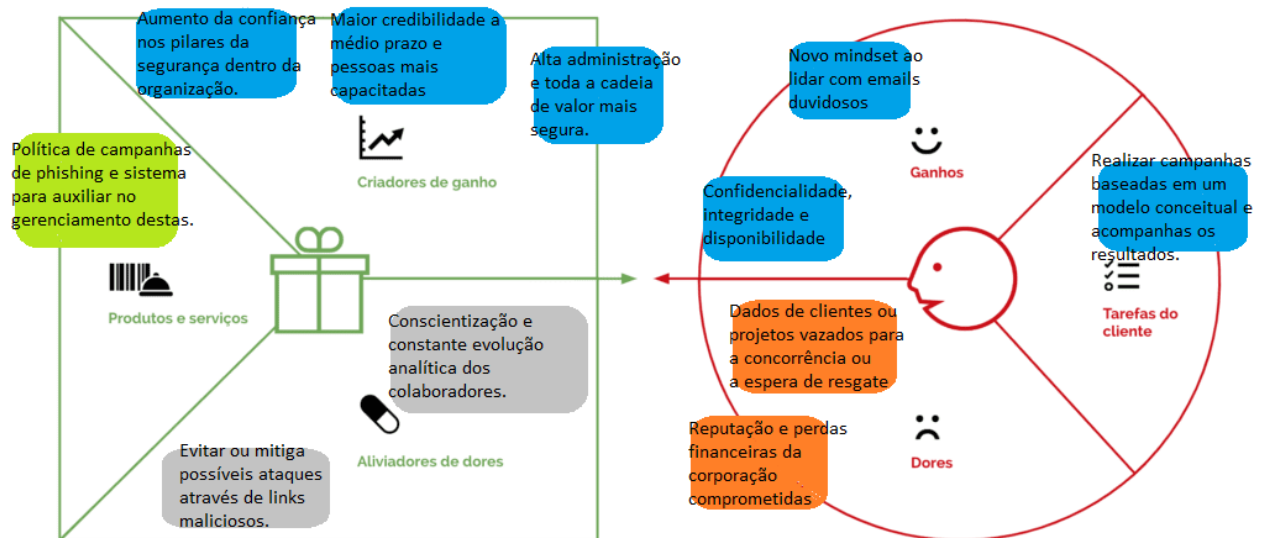 Aumento da confiança
nos pilares da
segurança dentro da
organização.
Maior credibilidade a
médio prazo e
pessoas mais
capacitadas
Alta administração
e toda a cadeia
de valor mais
segura.
Criadores de ganho
Política de campanhas
de phishing e sistema
para auxiliar no
gerenciamento destas.
Produtos e serviços
Conscientização e
constante evolução
analítica dos
colaboradores.
Aliviadores de dores
Evitar ou mitiga
possíveis ataques
através de links
maliciosos.
Novo mindset ao
lidar com emails
duvidosos
Ganhos
Confidencialidade,
integridade e
disponibilidade
Realizar campanhas
baseadas em um
modelo conceitual e
acompanhas os
resultados.
Tarefas do
cliente
Dados de clientes ou
projetos vazados para
a concorrência ou
a espera de resgate
Dores
Reputação e perdas
financeiras da
corporação
comprometidas